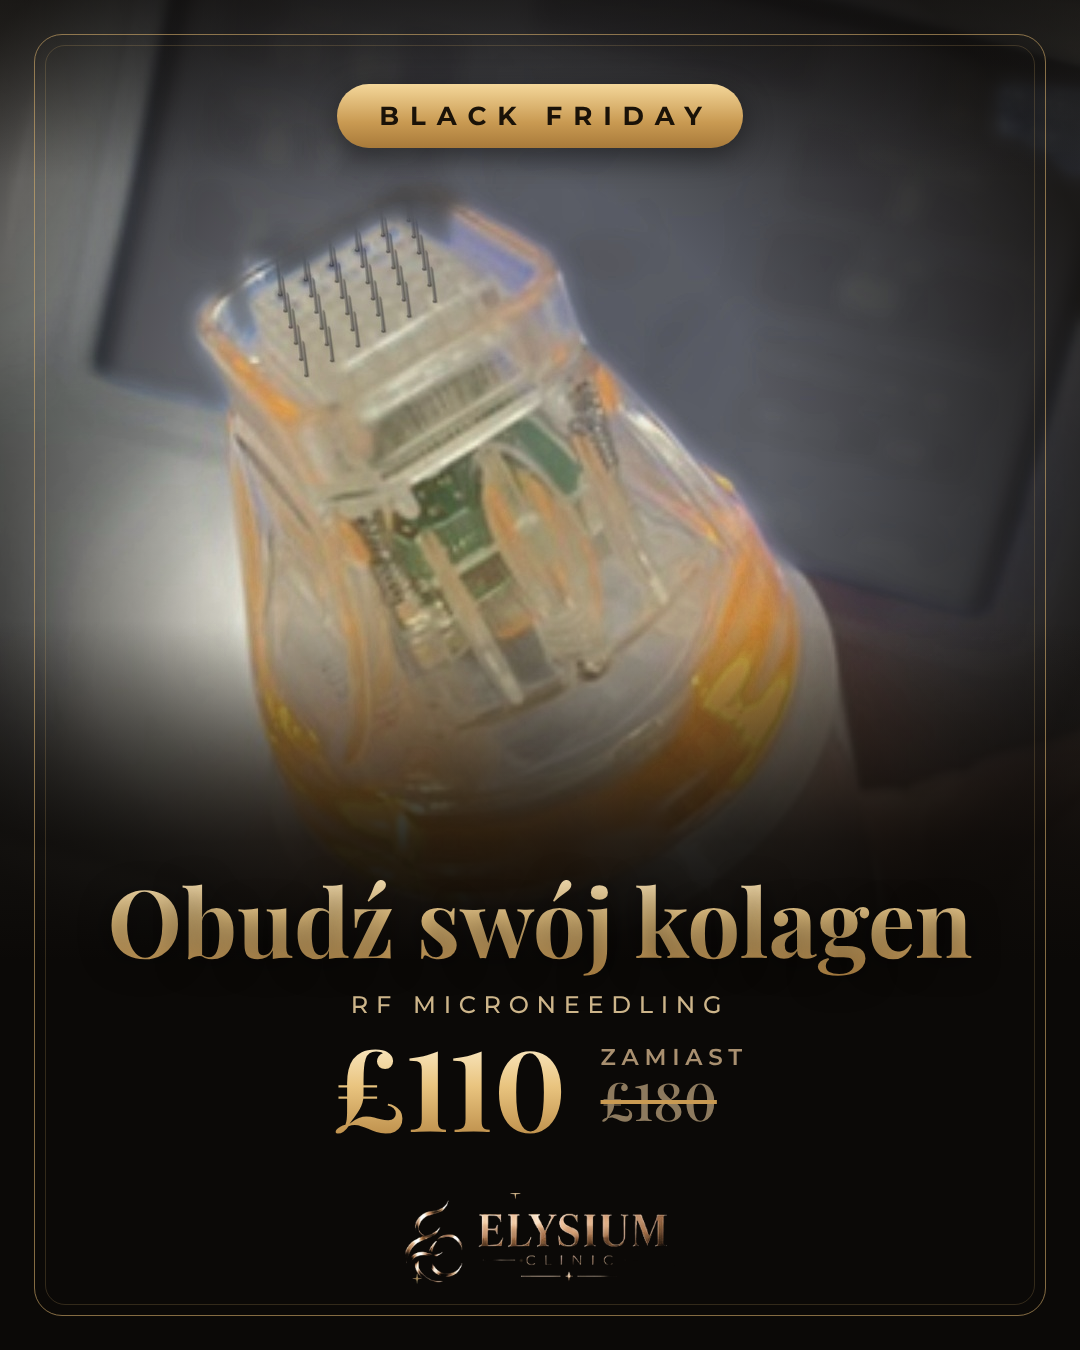 BLACK FRIDAY
Obudź swój kolagen
RF MICRONEEDLING
£110
ZAMIAST
£180
ELYSIUM
CLINIC